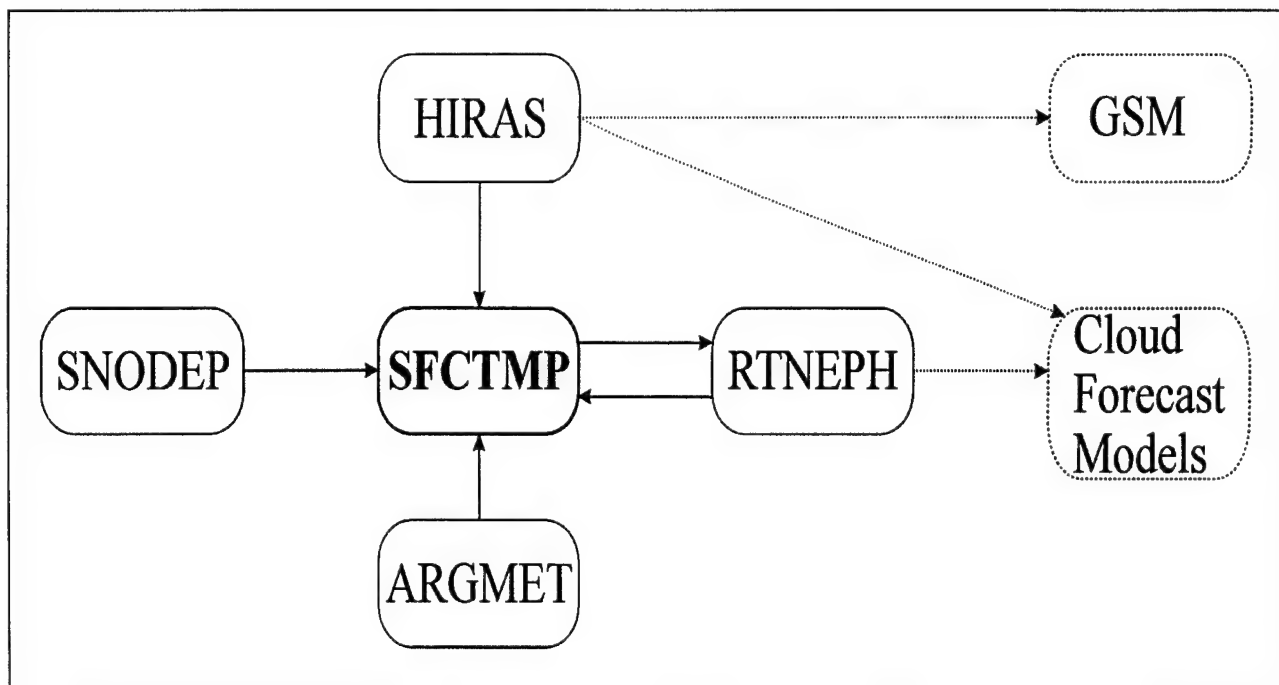 HIRAS
GSM
SNODEP
SFCTMP
RTNEPH
Cloud
Forecast
Models
ARGMET